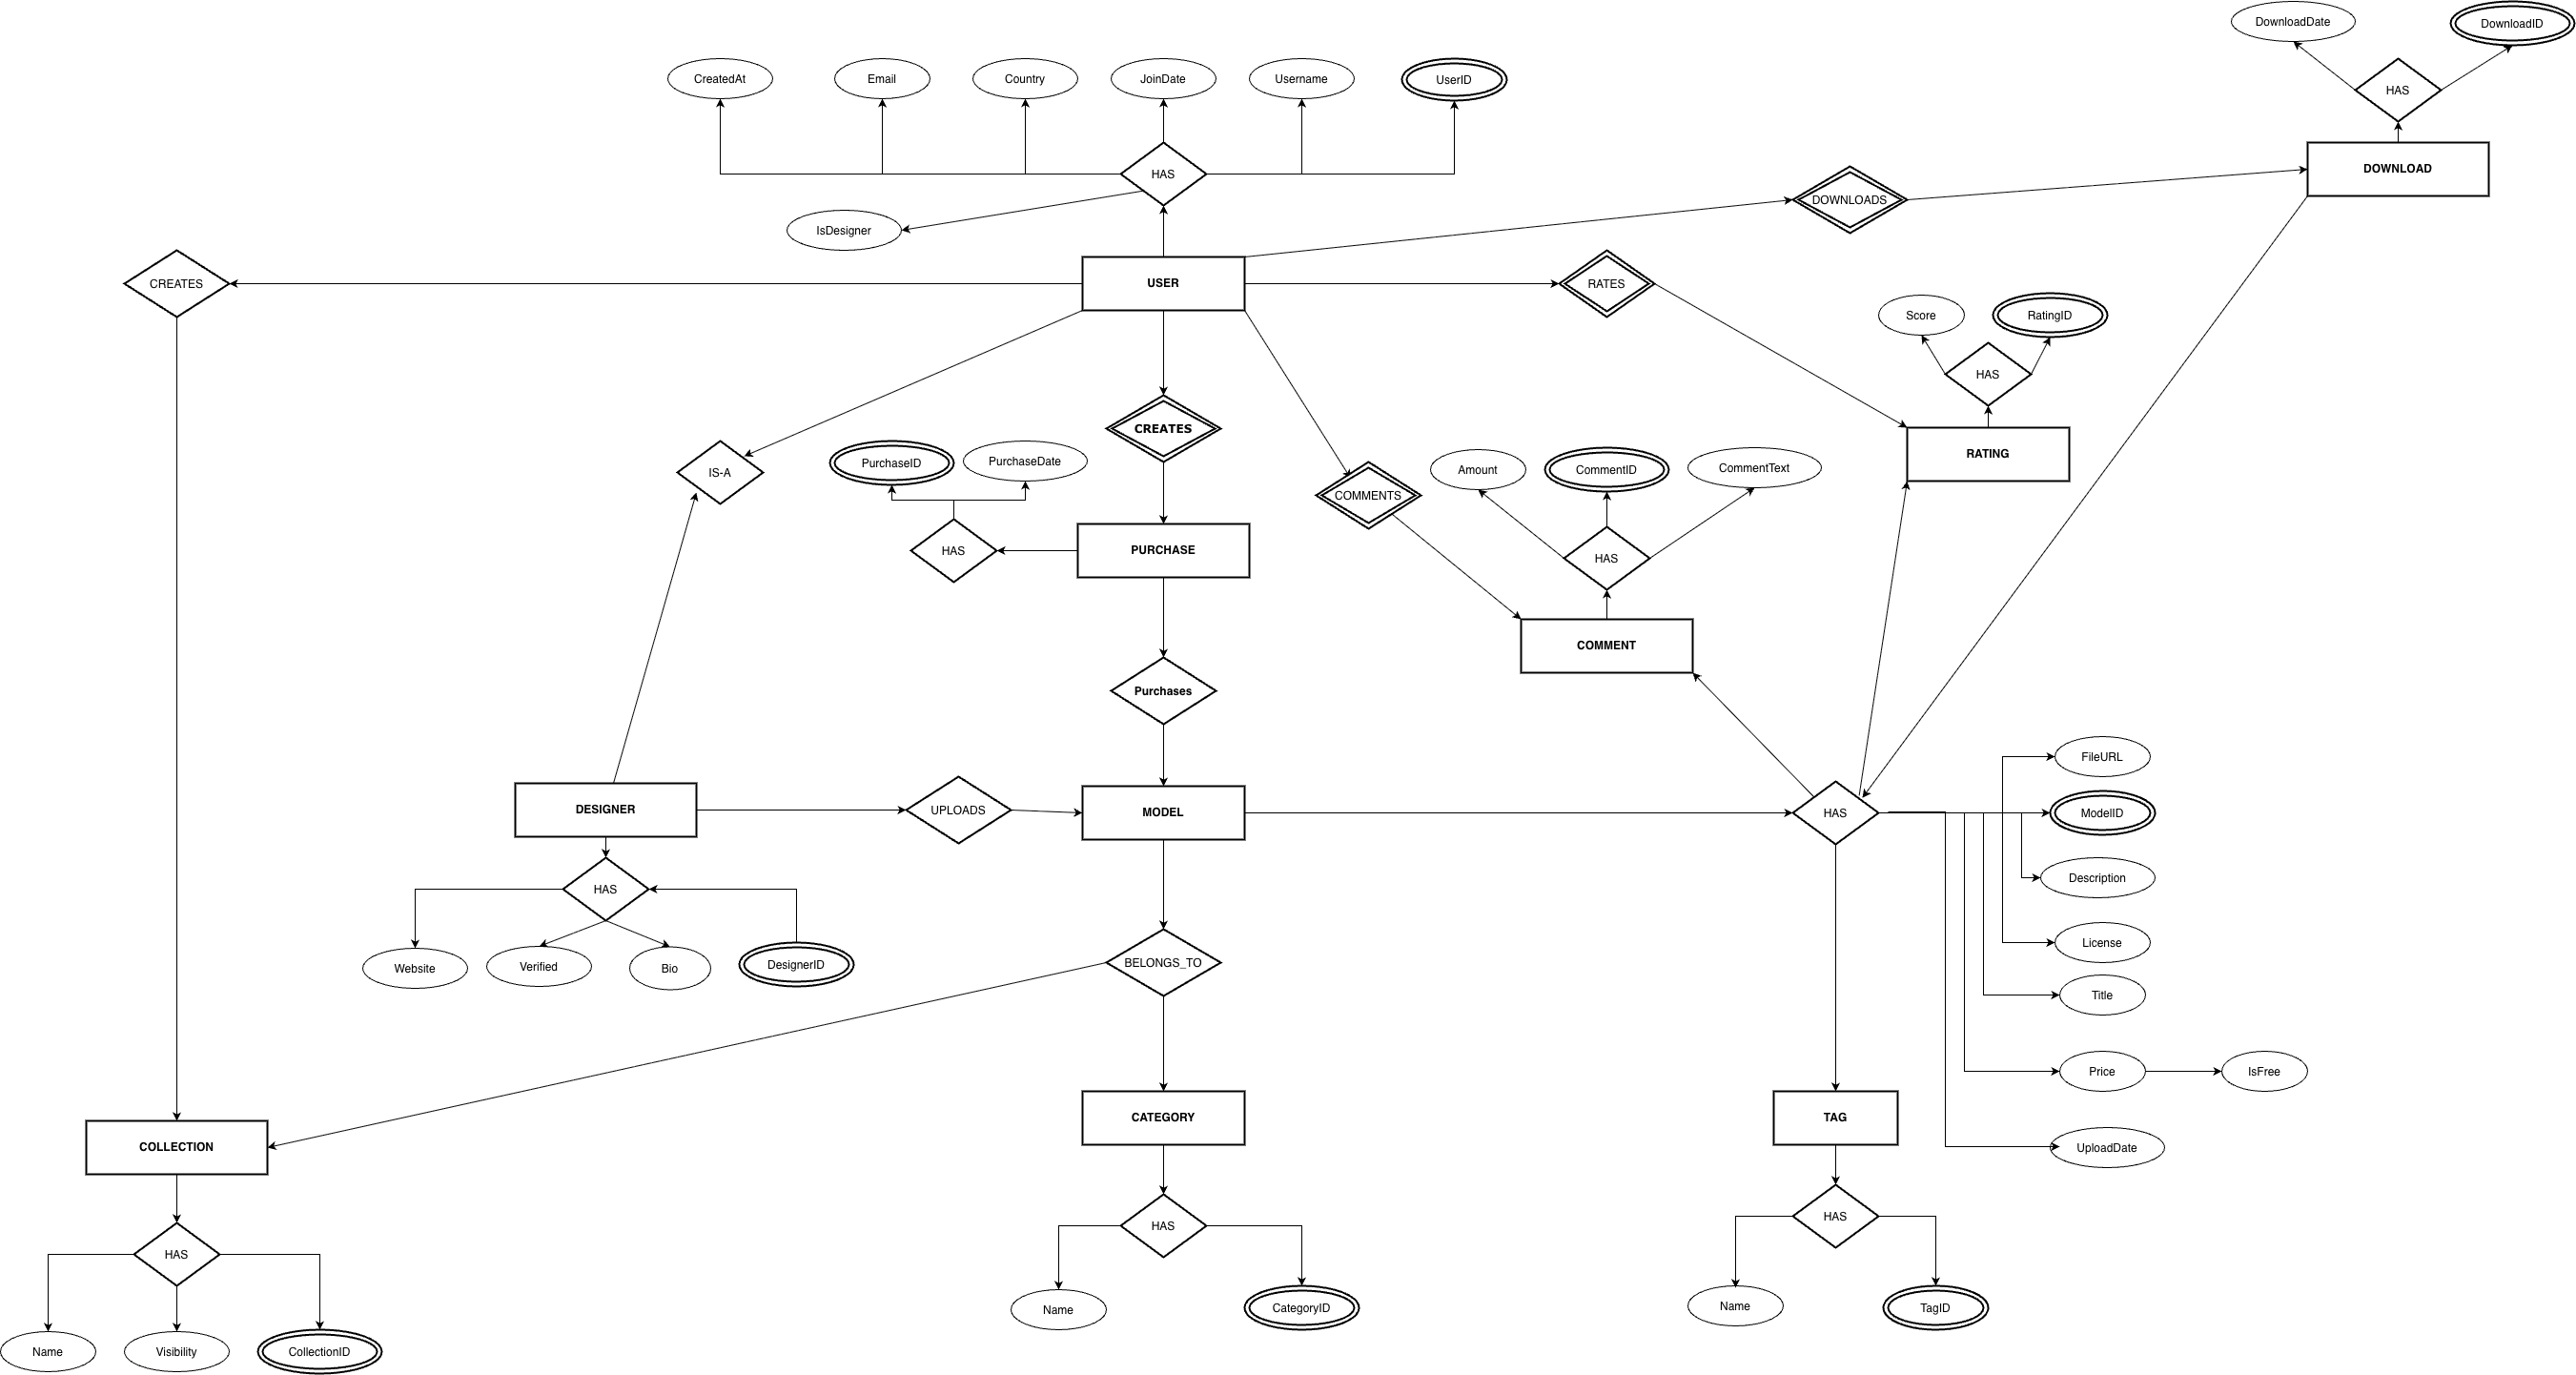 DownloadDate
DownloadID
CreatedAt
Email
Country
JoinDate
Username
UserID
HAS
DOWNLOAD
HAS
DOWNLOADS
IsDesigner
CREATES
USER
RATES
Score
RatingID
HAS
CREATES
RATING
IS-A
PurchaseID
PurchaseDate
COMMENTS
Amount
CommentID
CommentText
HAS
PURCHASE
HAS
COMMENT
Purchases
FileURL
DESIGNER
UPLOADS
MODEL
HAS
ModelID
Description
HAS
License
Website
Verified
Bio
DesignerID
BELONGS_TO
Title
Price
IsFree
COLLECTION
CATEGORY
TAG
UploadDate
HAS
HAS
HAS
Name
CategoryID
Name
TagID
Name
Visibility
CollectionID